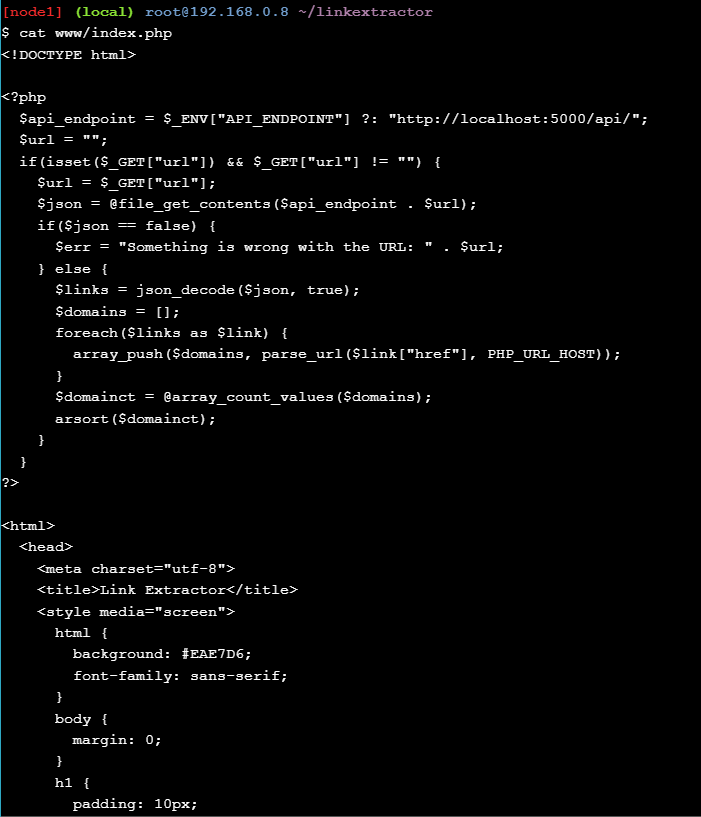 [node1] (local) root@192.168.0.8 ~/linkextractor
$ cat www/index.php
<!DOCTYPE html>

<?php
  $api_endpoint = $_ENV["API_ENDPOINT"] ?: "http://localhost:5000/api/";
  $url = "";
  if(isset($_GET["url"]) && $_GET["url"] != "") {
    $url = $_GET["url"];
    $json = @file_get_contents($api_endpoint . $url);
    if($json == false) {
      $err = "Something is wrong with the URL: " . $url;
    } else {
      $links = json_decode($json, true);
      $domains = [];
      foreach($links as $link) {
        array_push($domains, parse_url($link["href"], PHP_URL_HOST));
      }
      $domainct = @array_count_values($domains);
      arsort($domainct);
    }
  }
?>

<html>
  <head>
    <meta charset="utf-8">
    <title>Link Extractor</title>
    <style media="screen">
      html {
        background: #EAE7D6;
        font-family: sans-serif;
      }
      body {
        margin: 0;
      }
      h1 {
        padding: 10px;